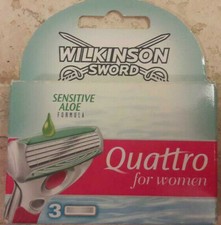 WILKINSON
SWORD
SENSITIVE
ALOE
FORMULA
Quattro
for women
3